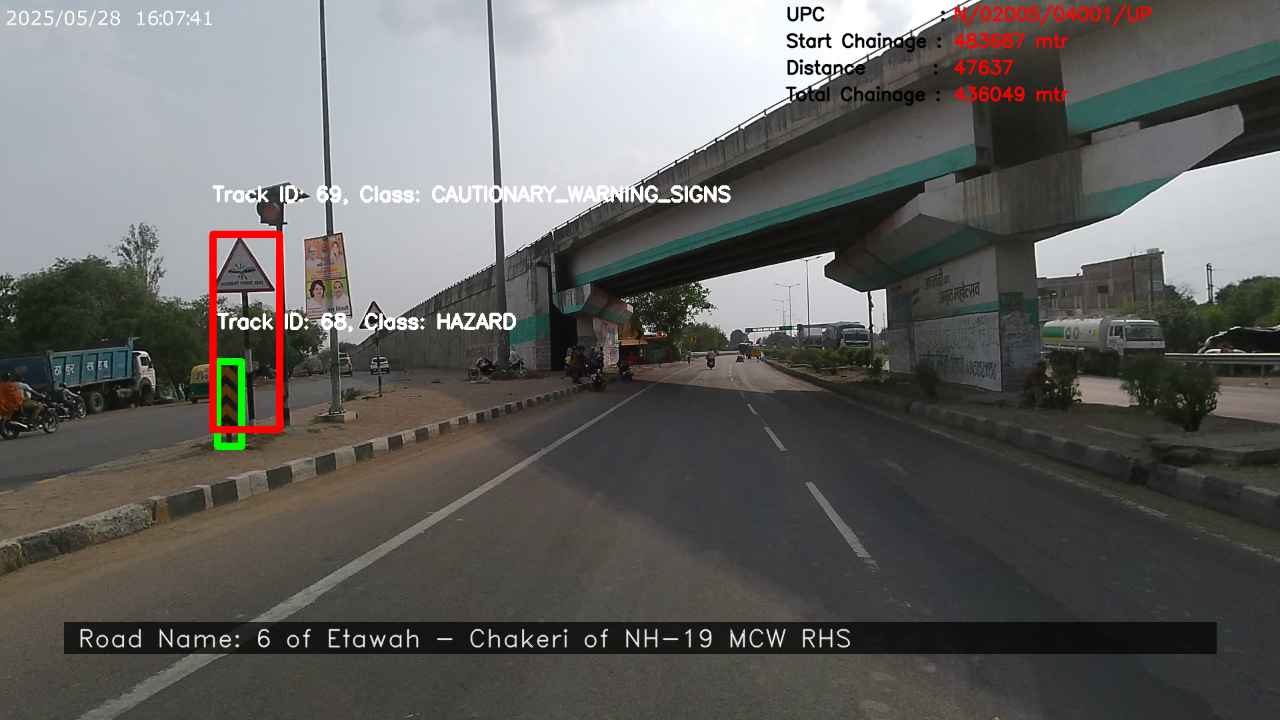 2025/05/28 16:07:41
UPC : N/02005/04001/UP
Start Chainage : 483687 mtr
Distance : 47637
Total Chainage : 436049 mtr
Track ID: 69, Class: CAUTIONARY_WARNING_SIGNS
Track ID: 68, Class: HAZARD
Road Name: 6 of Etawah - Chakeri of NH-19 MCW RHS